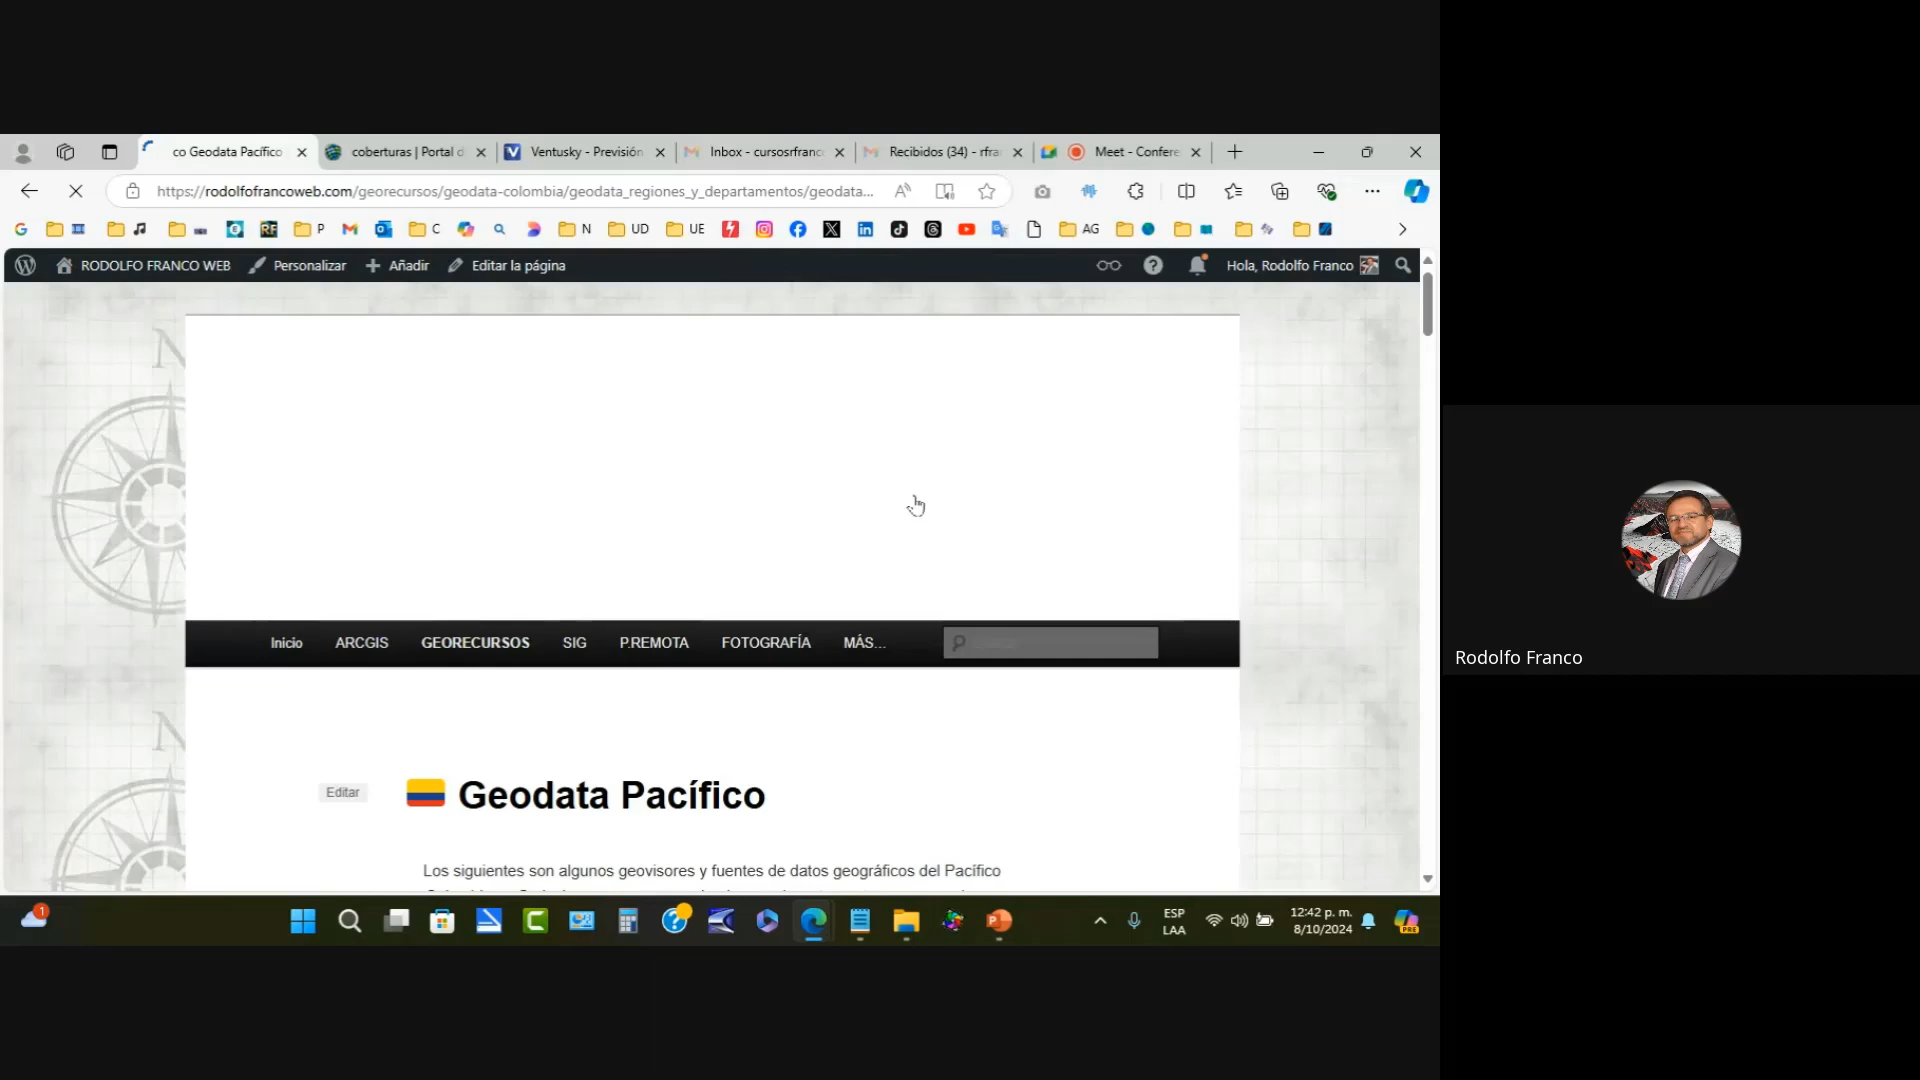 co Geodata Pacífico
coberturas | Portal d
Ventusky - Previsión
Inbox - cursosrfranc
Recibidos (34) - rfra
Meet - Confere
https://rodolfofrancoweb.com/georecursos/geodata-colombia/geodata_regiones_y_departamentos/geodata...
P
C
N
UD
UE
AG
RODOLFO FRANCO WEB
Personalizar
Añadir
Editar la página
Hola, Rodolfo Franco
Inicio
ARCGIS
GEORECURSOS
SIG
P.REMOTA
FOTOGRAFÍA
MÁS...
Editar
Geodata Pacífico
Los siguientes son algunos geovisores y fuentes de datos geográficos del Pacífico
Rodolfo Franco
1
ESP
LAA
12:42 p. m.
8/10/2024